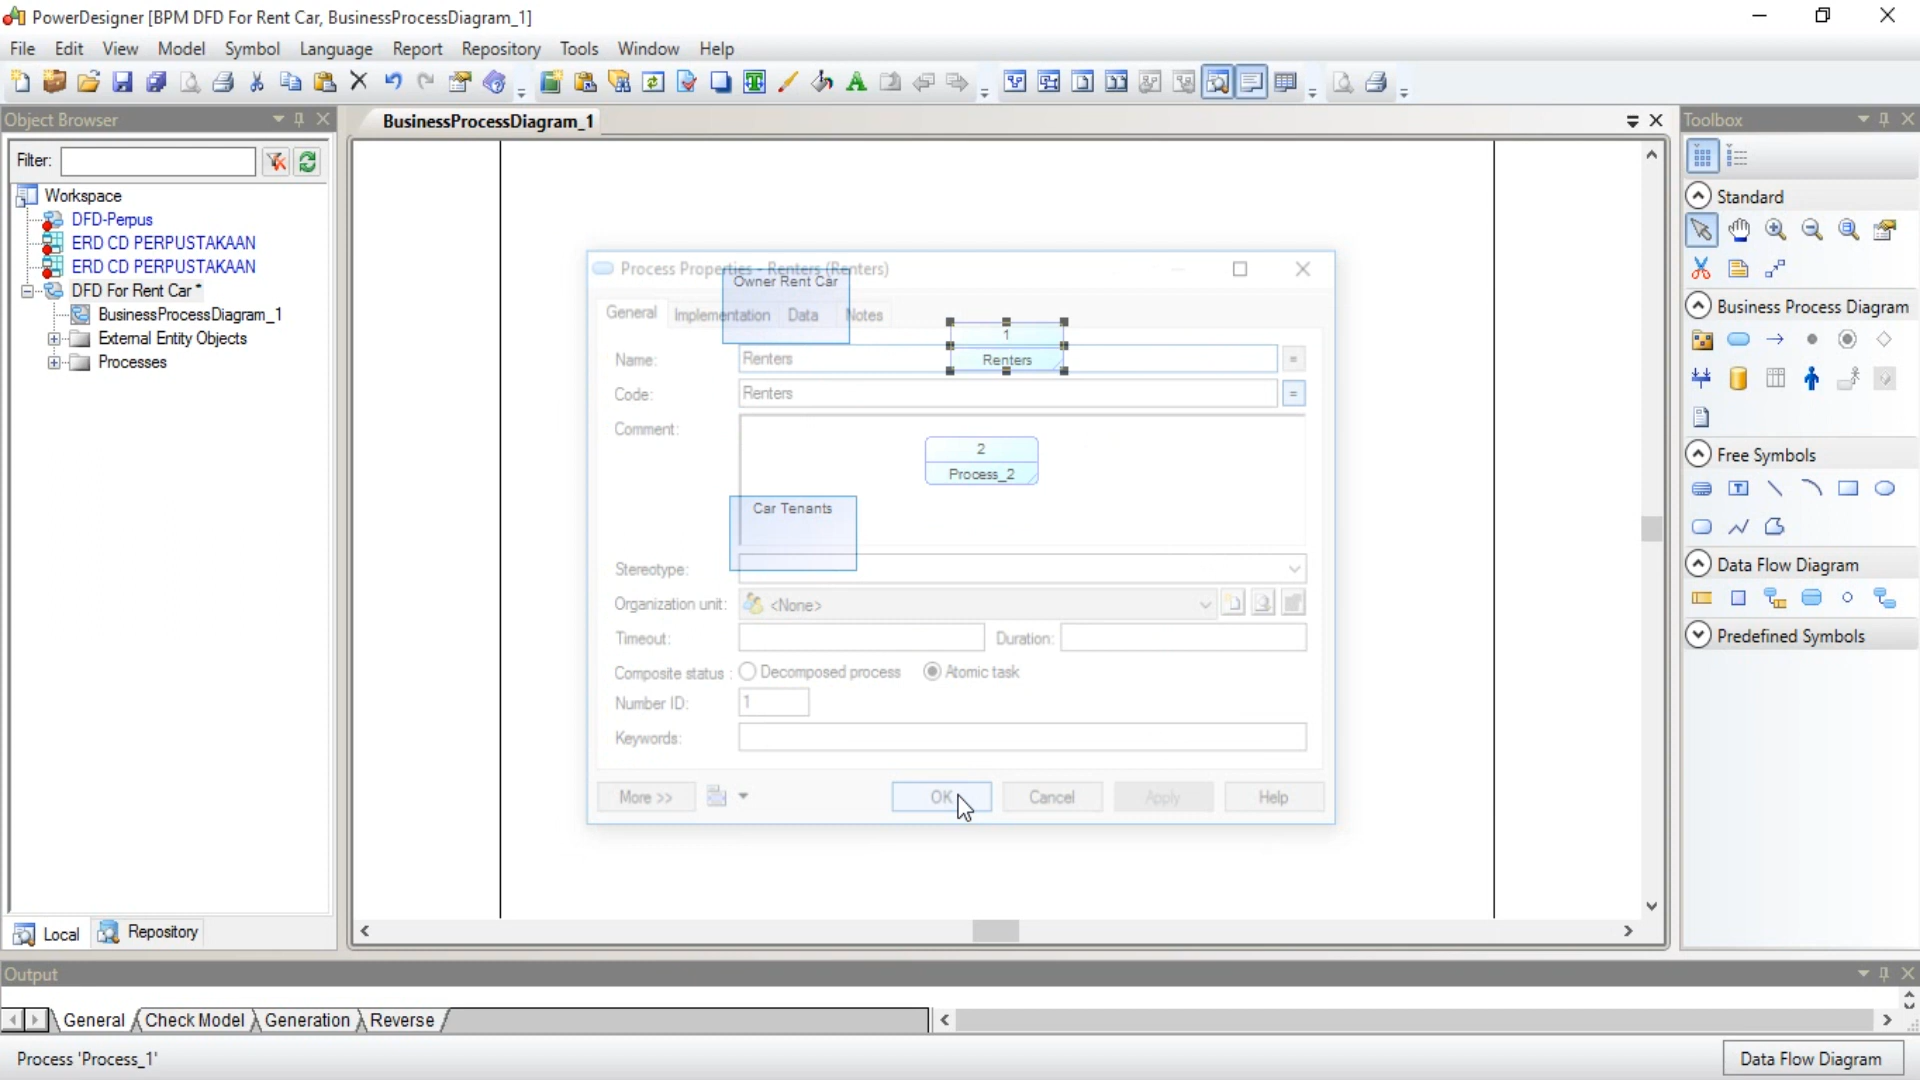 PowerDesigner [BPM DFD For Rent Car, BusinessProcessDiagram_1]
File Edit View Model Symbol Language Report Repository Tools Window Help
Object Browser
BusinessProcessDiagram_1
Toolbox
Filter:
Workspace
DFD-Perpus
ERD CD PERPUSTAKAAN
ERD CD PERPUSTAKAAN
DFD For Rent Car *
BusinessProcessDiagram_1
External Entity Objects
Processes
Local Repository
Process Properties - Renters (Renters)
Owner Rent Car
General Implementation Data Notes
1
Renters
Name: Renters =
Code: Renters =
Comment:
2
Process_2
Car Tenants
Stereotype:
Organization unit: <None>
Timeout: Duration:
Composite status : Decomposed process Atomic task
Number ID: 1
Keywords:
More >> OK Cancel Apply Help
Standard
Business Process Diagram
Free Symbols
Data Flow Diagram
Predefined Symbols
Output
General Check Model Generation Reverse
Process 'Process_1'
Data Flow Diagram